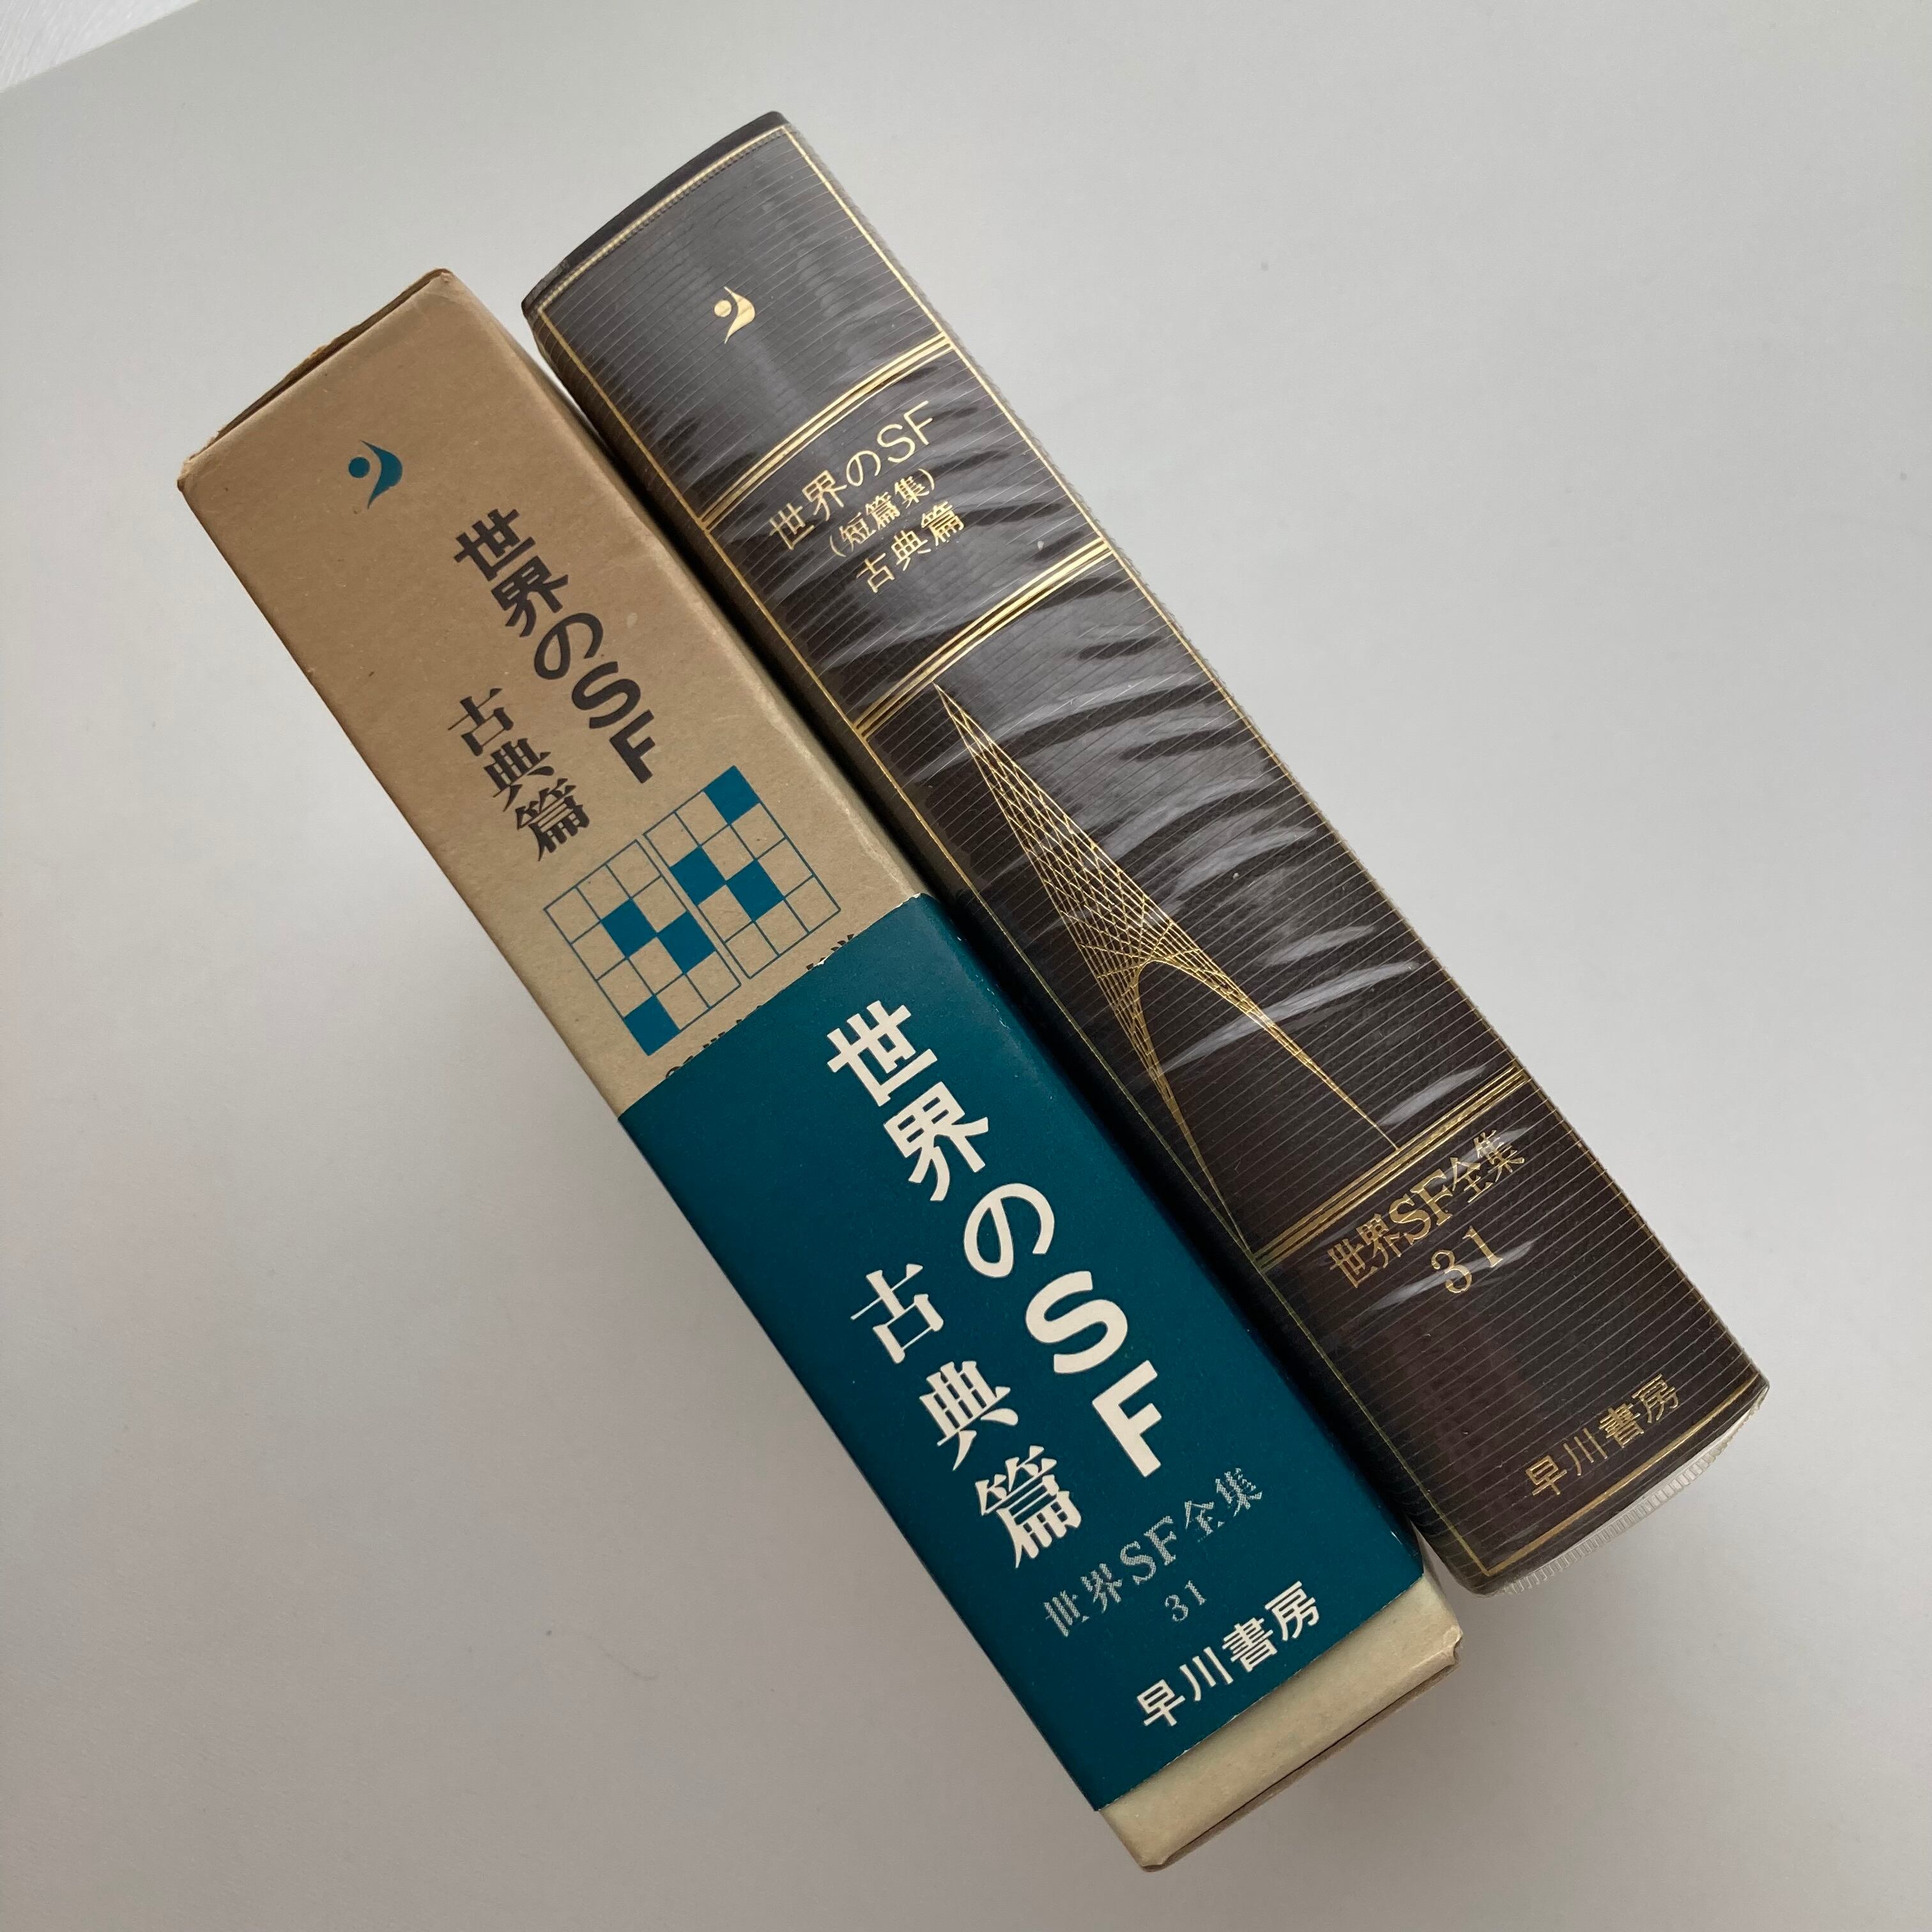 世界のSF
古典篇
世界のSF
古典篇
世界SF全集
31
早川書房
世界のSF
（短篇集）
古典篇
世界SF全集
31
早川書房